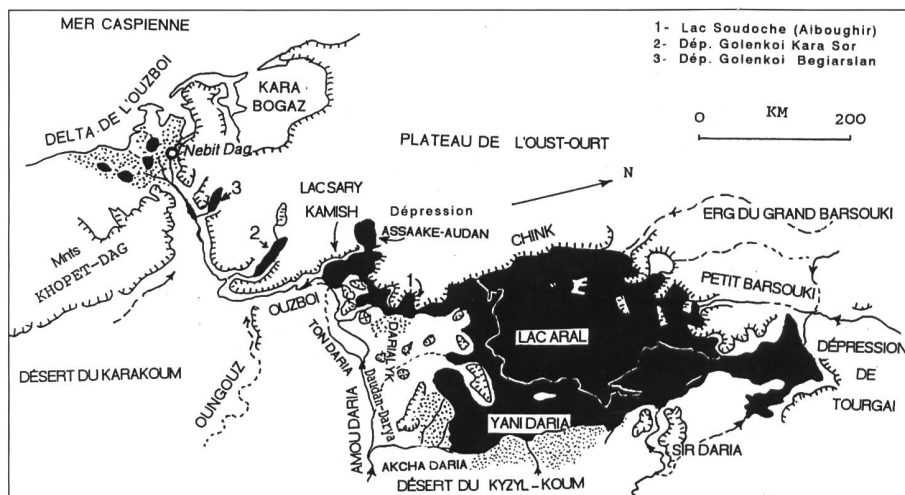 MER CASPIENNE
1- Lac Soudoche (Aiboughir)
2- Dép. Golenkoi Kara Sor
3- Dép. Golenkoi Begiarslan
KM
0 200
KARA
BOGAZ
DELTA DE L'OUZBOI
Nebit Dag
PLATEAU DE L'OUST-OURT
N
3
LAC SARY
KAMISH
Dépression
ASSAAKE-AUDAN
ERG DU GRAND BARSOUKI
2
CHINK
Mnts
KHOPET-DAG
1
PETIT BARSOUKI
OUZBOI
LAC ARAL
TON DARIA
DARIALYK
DÉPRESSION
DE
TOURGAI
DÉSERT DU KARAKOUM
OUNGOUZ
Daudan-Darya
AMOU DARIA
YANI DARIA
SIR DARIA
AKCHA DARIA
DÉSERT DU KYZYL-KOUM